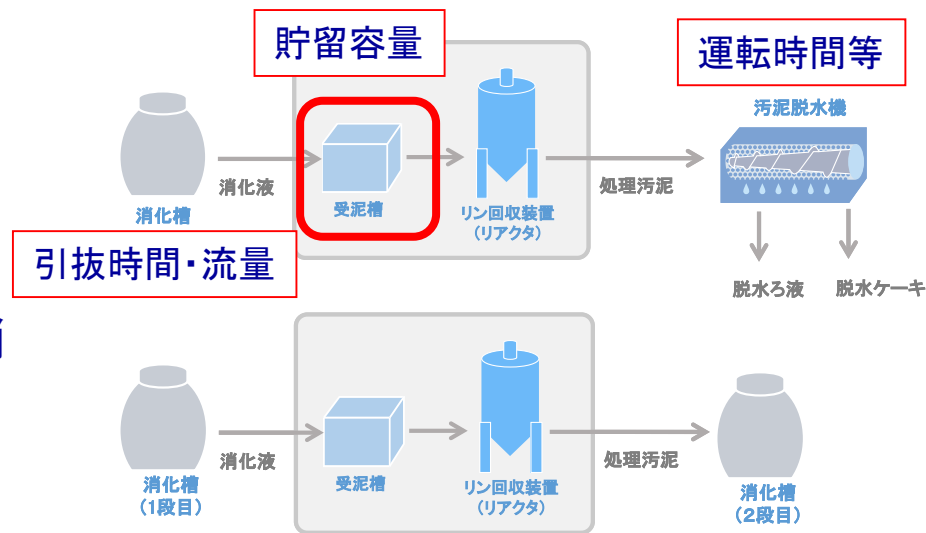 貯留容量
運転時間等
汚泥脱水機
消化液
処理汚泥
消化槽
受泥槽
リン回収装置
(リアクタ)
引抜時間・流量
脱水ろ液
脱水ケーキ
消化液
処理汚泥
消化槽
(1段目)
受泥槽
リン回収装置
(リアクタ)
消化槽
(2段目)